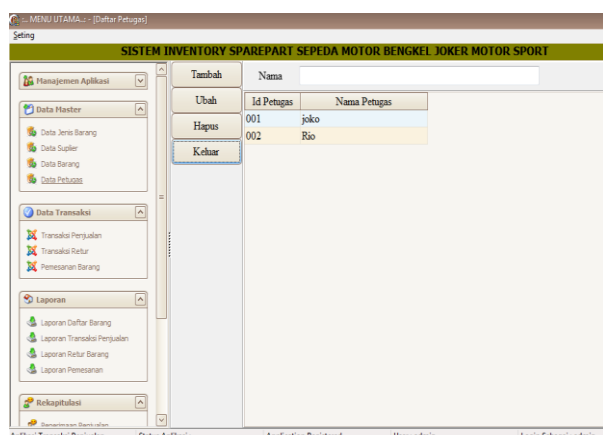 .:: MENU UTAMA ..: - [Daftar Petugas]
Seting
SISTEM INVENTORY SPAREPART SEPEDA MOTOR BENGKEL JOKER MOTOR SPORT
Manajemen Aplikasi
Data Master
Data Jenis Barang
Data Suplier
Data Barang
Data Petugas
Data Transaksi
Transaksi Penjualan
Transaksi Retur
Pemesanan Barang
Laporan
Laporan Daftar Barang
Laporan Transaksi Penjualan
Laporan Retur Barang
Laporan Pemesanan
Rekapitulasi
Penerimaan Penjualan
Tambah
Ubah
Hapus
Keluar
Nama
Id Petugas Nama Petugas
001 joko
002 Rio